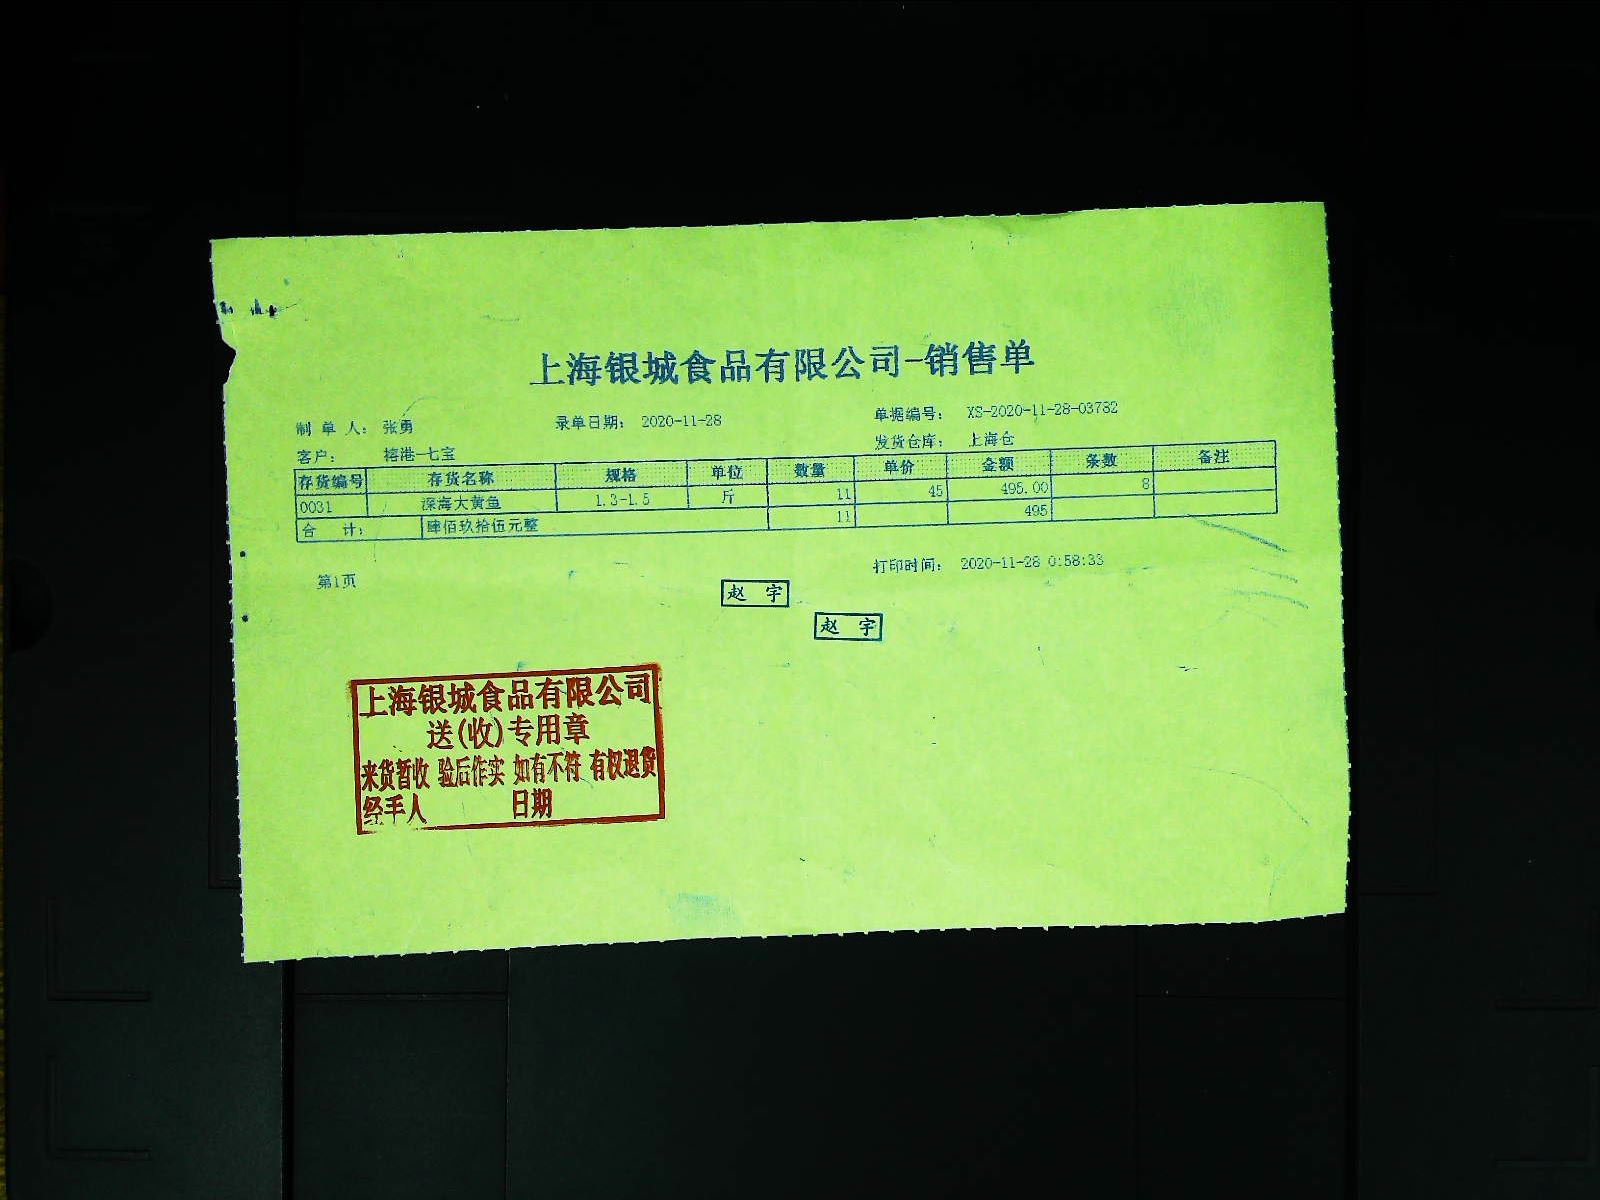 上海银城食品有限公司-销售单
制 单 人: 张勇 录单日期: 2020-11-28 单据编号: XS-2020-11-28-03782
客户: 榕港-七宝 发货仓库: 上海仓
存货编号 存货名称 规格 单位 数量 单价 金额 条数 备注
0031 深海大黄鱼 1.3-1.5 斤 11 45 495.00 8
合 计: 肆佰玖拾伍元整 11 495
第1页 打印时间: 2020-11-28 0:58:33
赵 宇
赵 宇
上海银城食品有限公司
送(收)专用章
来货暂收 验后作实 如有不符 有权退货
经手人 日期